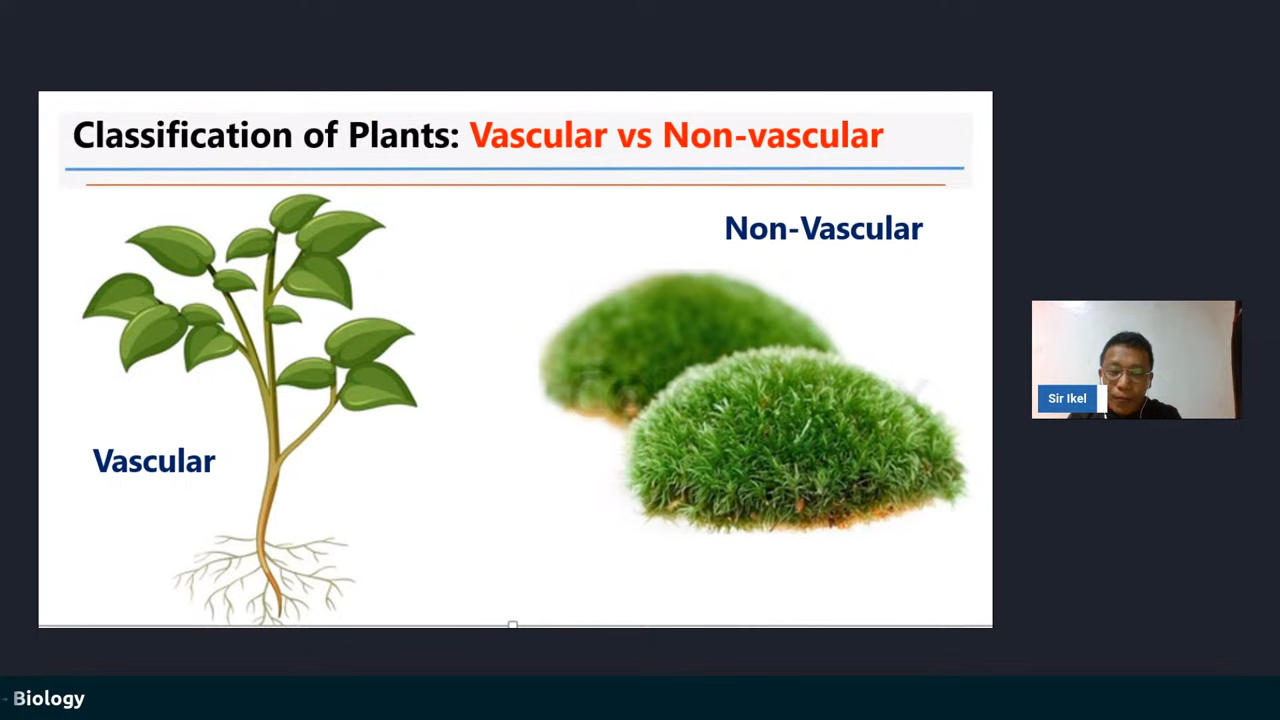 Classification of Plants: Vascular vs Non-vascular
Non-Vascular
Vascular
Sir Ikel
- Biology